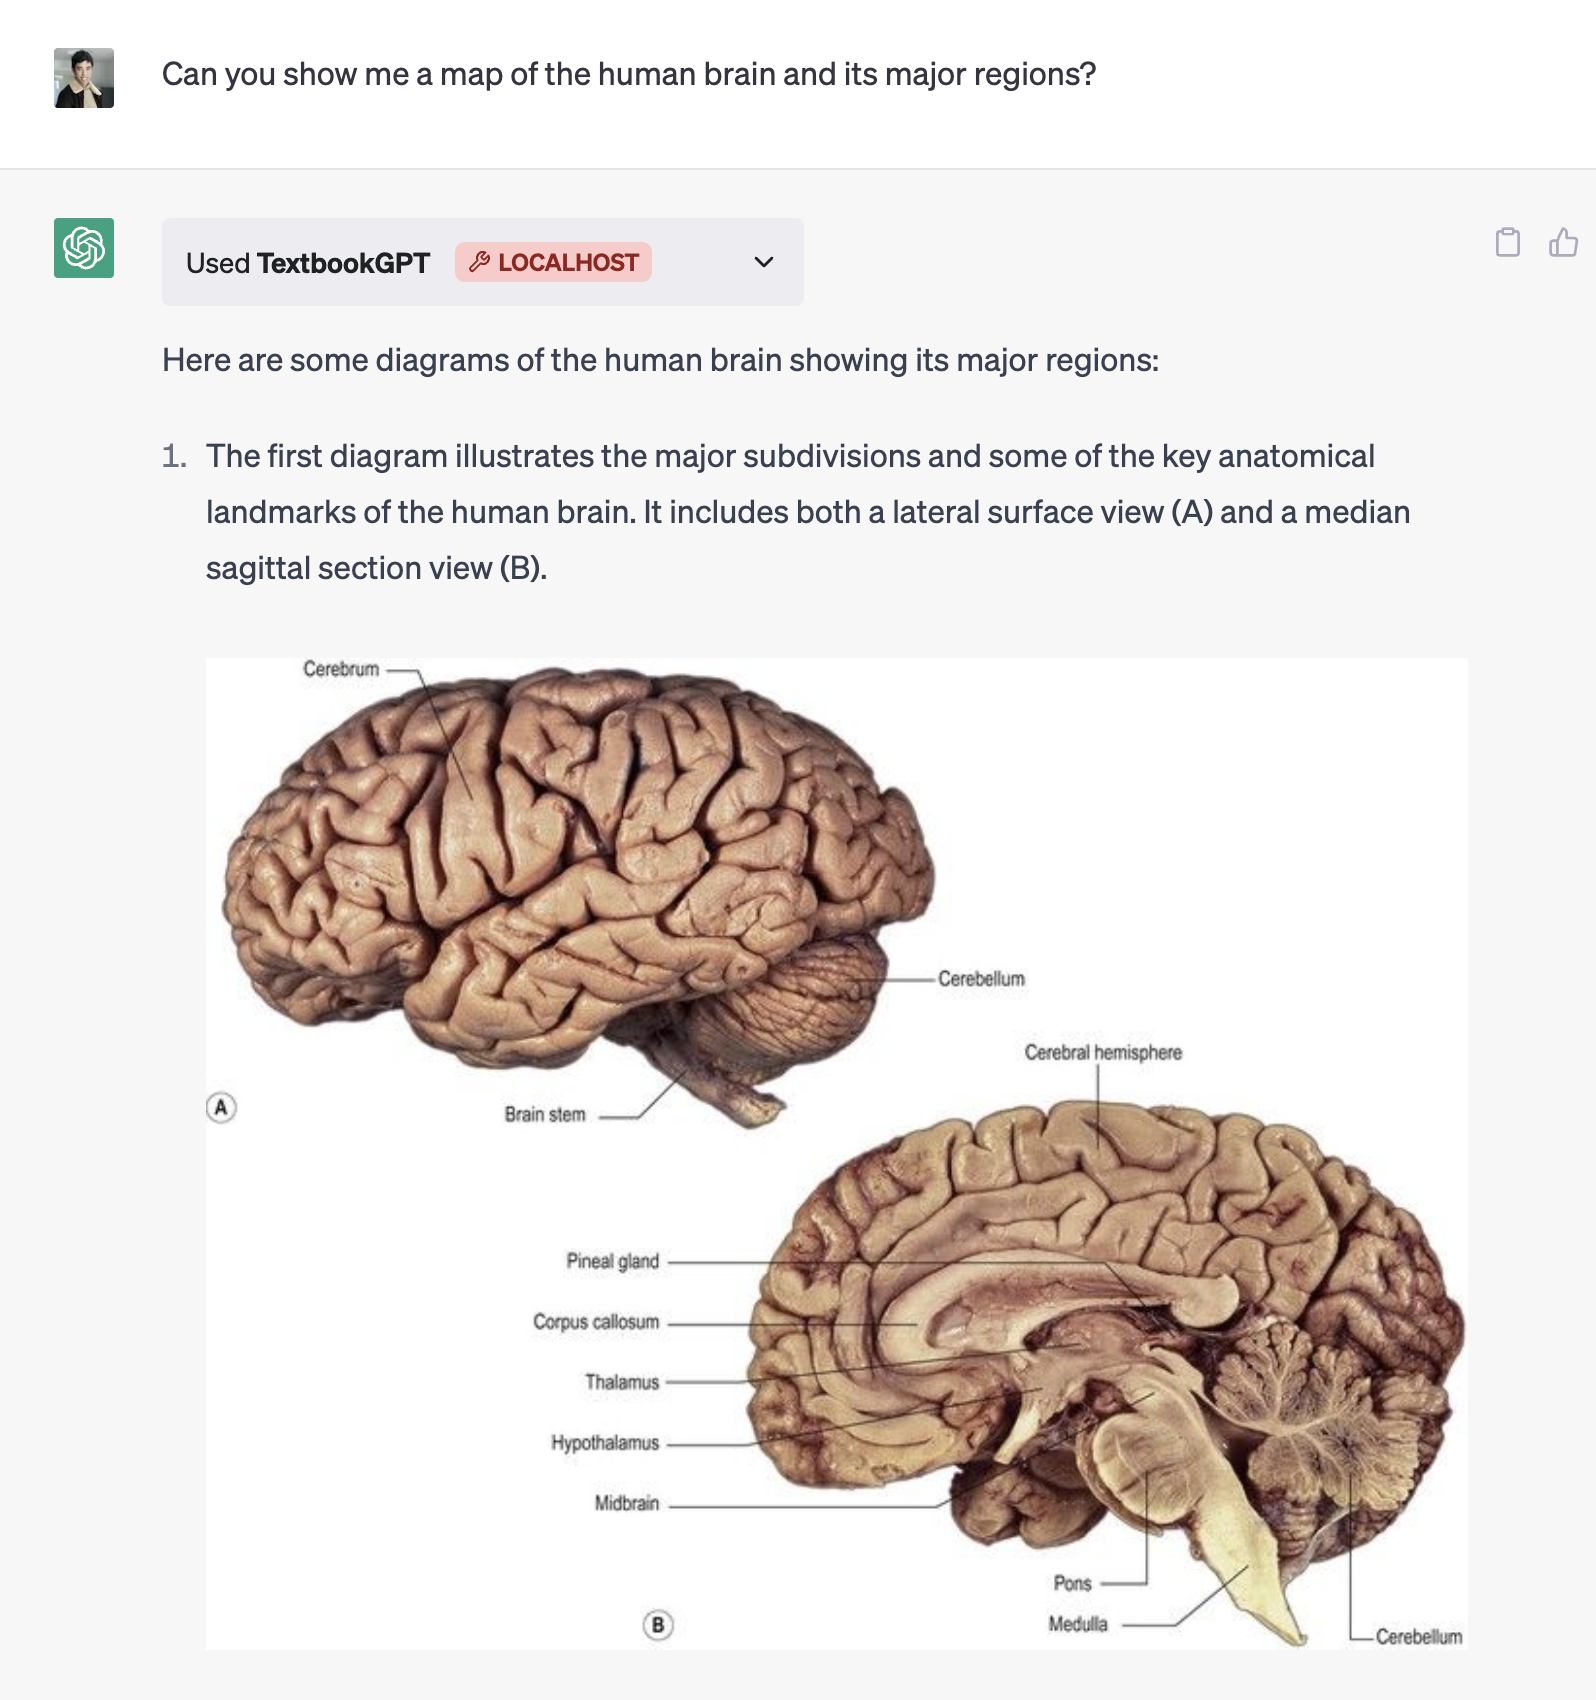 Can you show me a map of the human brain and its major regions?
Used TextbookGPT LOCALHOST
Here are some diagrams of the human brain showing its major regions:
1. The first diagram illustrates the major subdivisions and some of the key anatomical
landmarks of the human brain. It includes both a lateral surface view (A) and a median
sagittal section view (B).
Cerebrum
Cerebellum
Cerebral hemisphere
A
Brain stem
Pineal gland
Corpus callosum
Thalamus
Hypothalamus
Midbrain
Pons
Medulla
B
Cerebellum